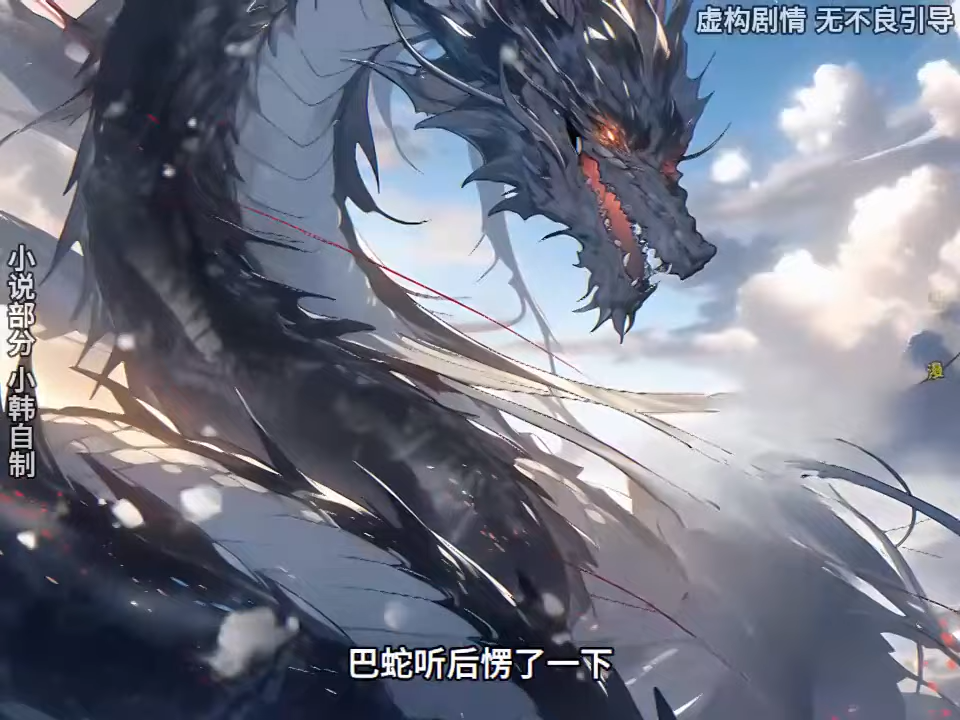 虚构剧情 无不良引导
小说部分 小韩自制
漫
巴蛇听后愣了一下